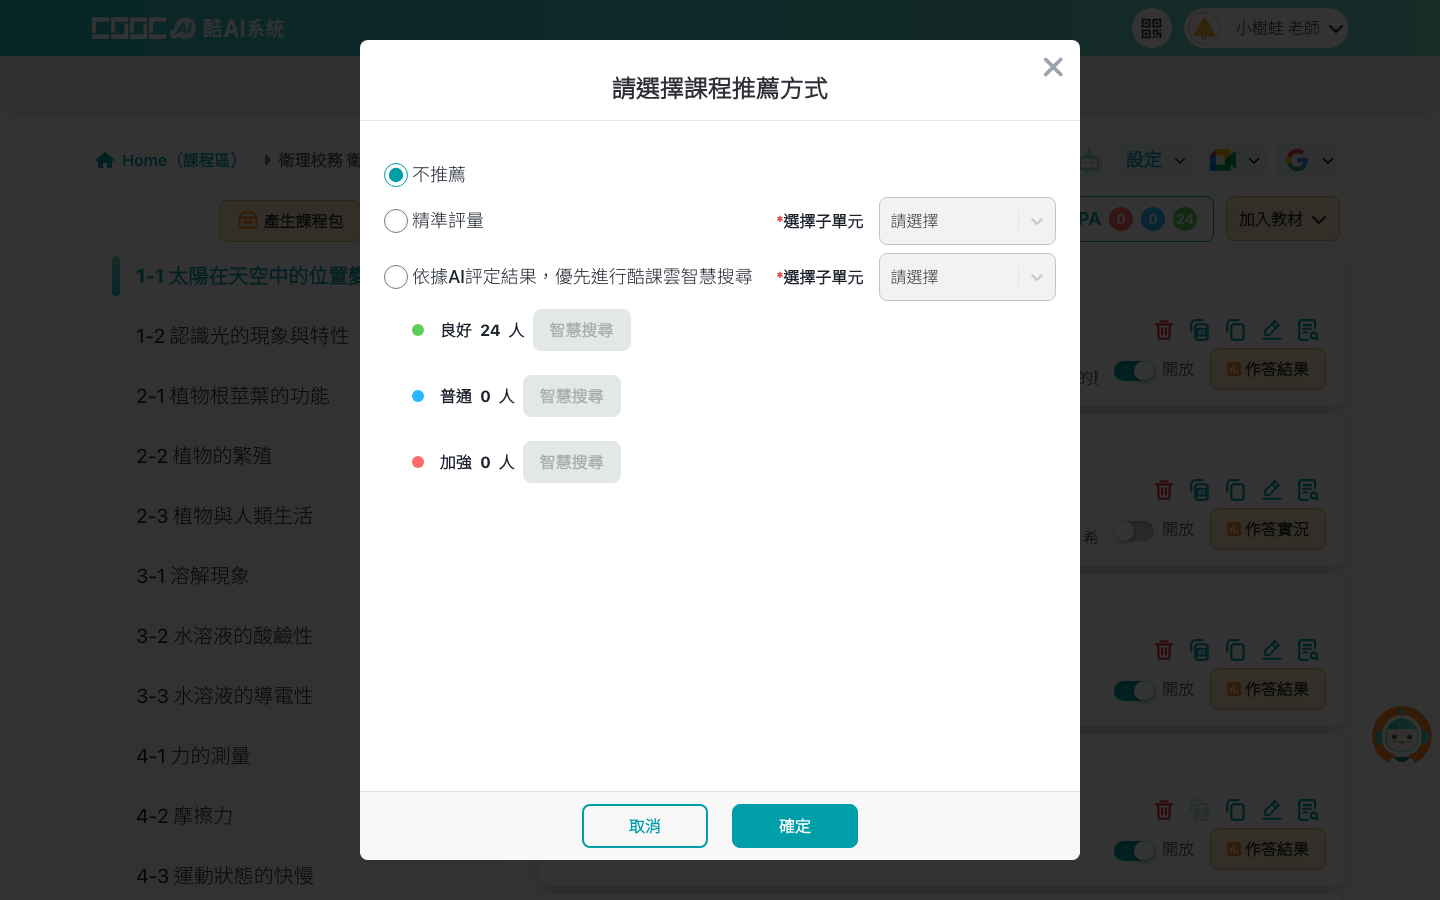 COOC AI 酷AI系統
小樹蛙 老師
請選擇課程推薦方式
Home（課程區）
衛理校務 衛
設定
產生課程包
PA 0 0 24
加入教材
不推薦
精準評量 *選擇子單元 請選擇
依據AI評定結果，優先進行酷課雲智慧搜尋 *選擇子單元 請選擇
良好 24 人 智慧搜尋
普通 0 人 智慧搜尋
加強 0 人 智慧搜尋
1-1 太陽在天空中的位置變
1-2 認識光的現象與特性
2-1 植物根莖葉的功能
2-2 植物的繁殖
2-3 植物與人類生活
3-1 溶解現象
3-2 水溶液的酸鹼性
3-3 水溶液的導電性
4-1 力的測量
4-2 摩擦力
4-3 運動狀態的快慢
開放 作答結果
的
開放 作答實況
希
開放 作答結果
開放 作答結果
取消
確定